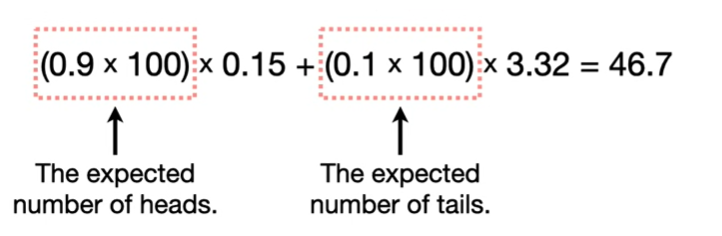 (0.9 × 100) × 0.15 + (0.1 × 100) × 3.32 = 46.7
The expected
number of heads.
The expected
number of tails.